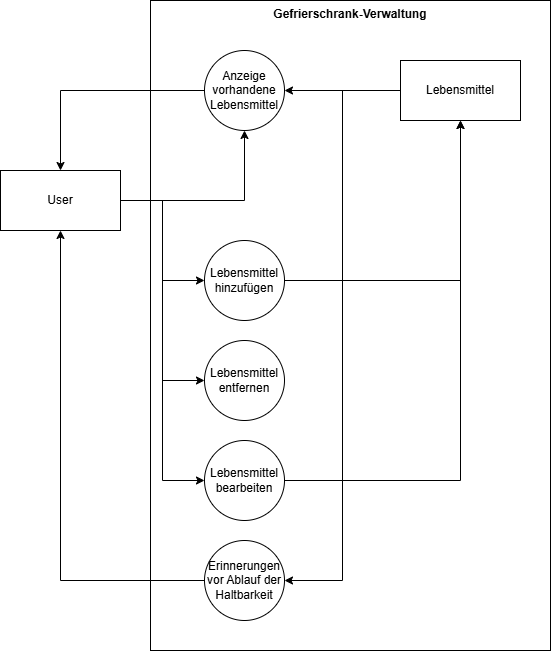 Gefrierschrank-Verwaltung
Anzeige
vorhandene
Lebensmittel
Lebensmittel
User
Lebensmittel
hinzufügen
Lebensmittel
entfernen
Lebensmittel
bearbeiten
Erinnerungen
vor Ablauf der
Haltbarkeit